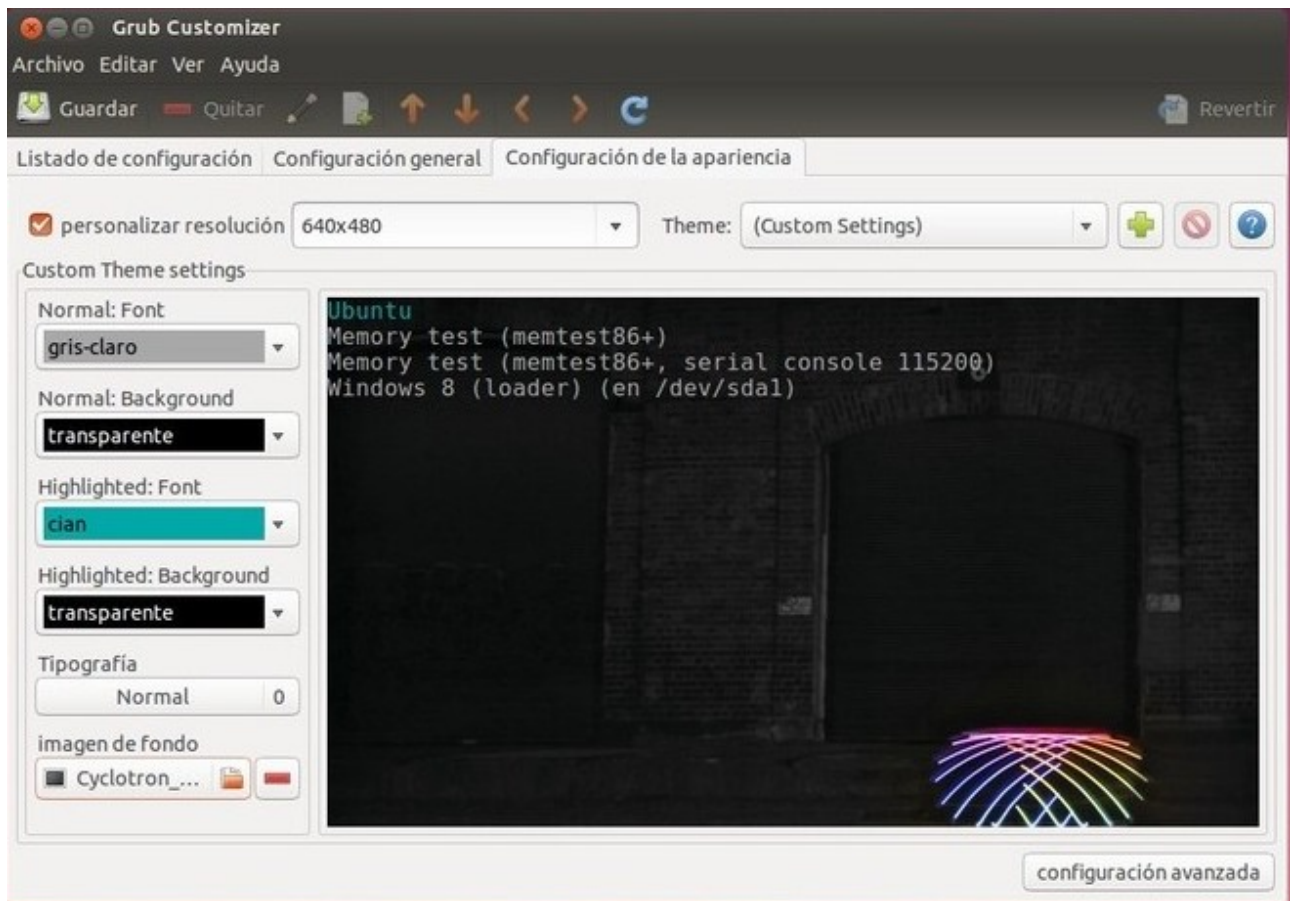 Grub Customizer
Archivo Editar Ver Ayuda
Guardar Quitar Revertir
Listado de configuración Configuración general Configuración de la apariencia
personalizar resolución 640x480 Theme: (Custom Settings)
Custom Theme settings
Normal: Font
gris-claro
Normal: Background
transparente
Highlighted: Font
cian
Highlighted: Background
transparente
Tipografía
Normal 0
imagen de fondo
Cyclotron_...
Ubuntu
Memory test (memtest86+)
Memory test (memtest86+, serial console 115200)
Windows 8 (loader) (en /dev/sda1)
configuración avanzada